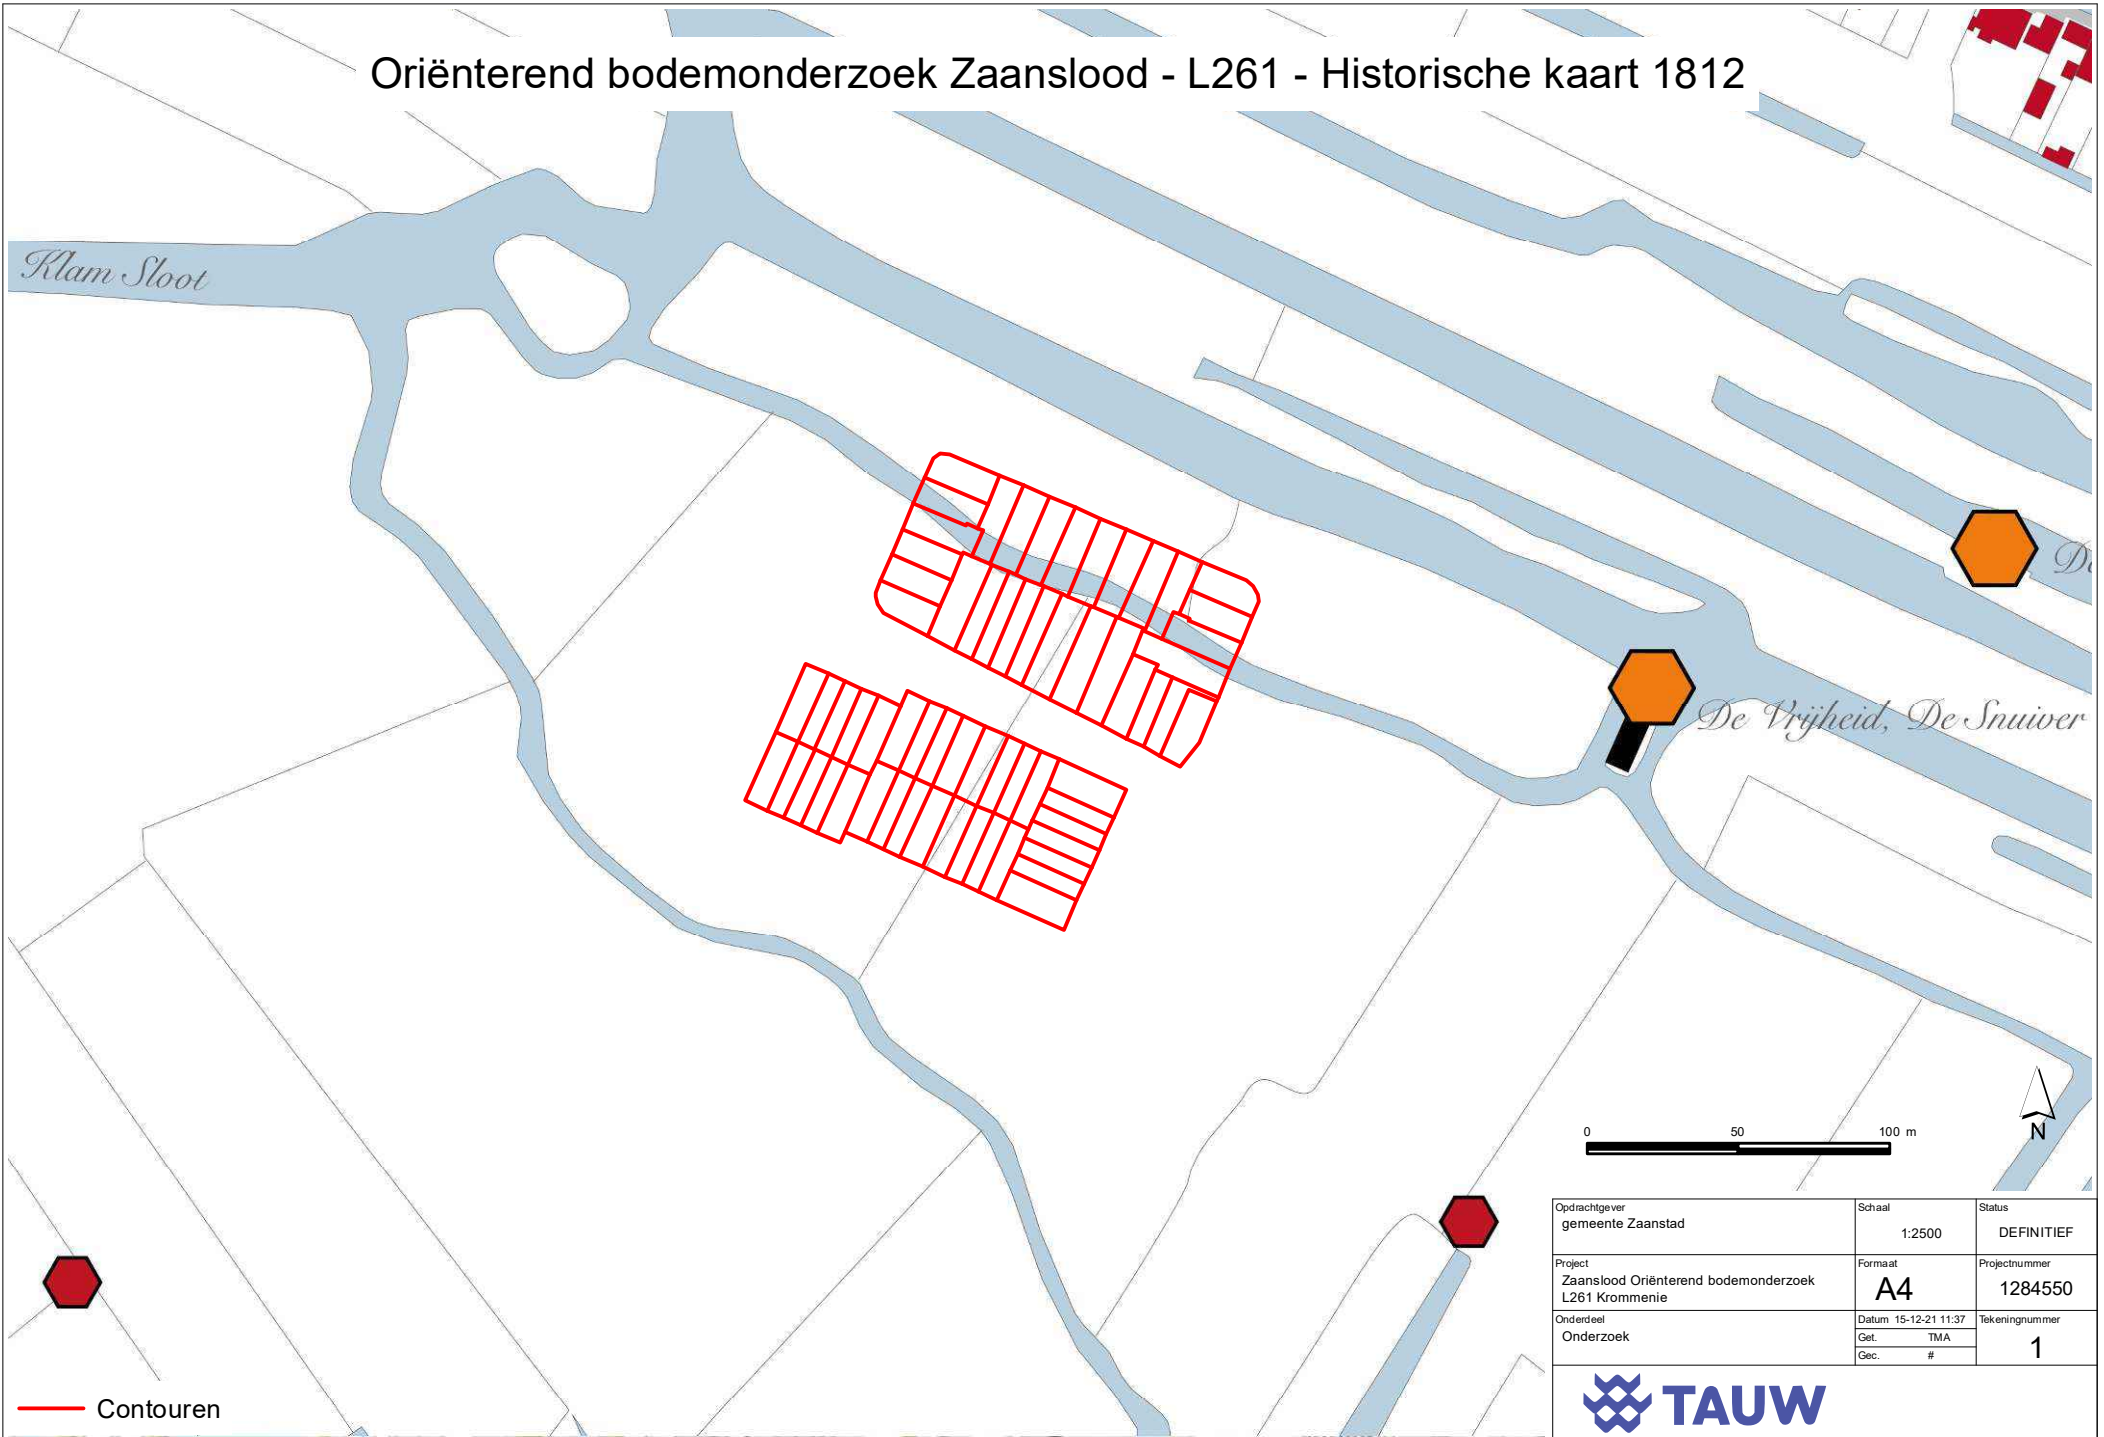 Oriënterend bodemonderzoek Zaanslood - L261 - Historische kaart 1812
Klam Sloot
De Vrijheid, De Snuiver
0 50 100 m
N
Opdrachtgever
gemeente Zaanstad
Schaal
1:2500
Status
DEFINITIEF
Project
Zaanslood Oriënterend bodemonderzoek
L261 Krommenie
Formaat
A4
Projectnummer
1284550
Onderdeel
Onderzoek
Datum 15-12-21 11:37
Get. TMA
Gec. #
Tekeningnummer
1
TAUW
Contouren